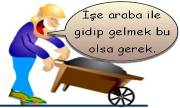 İşe araba ile
gidip gelmek bu
olsa gerek.